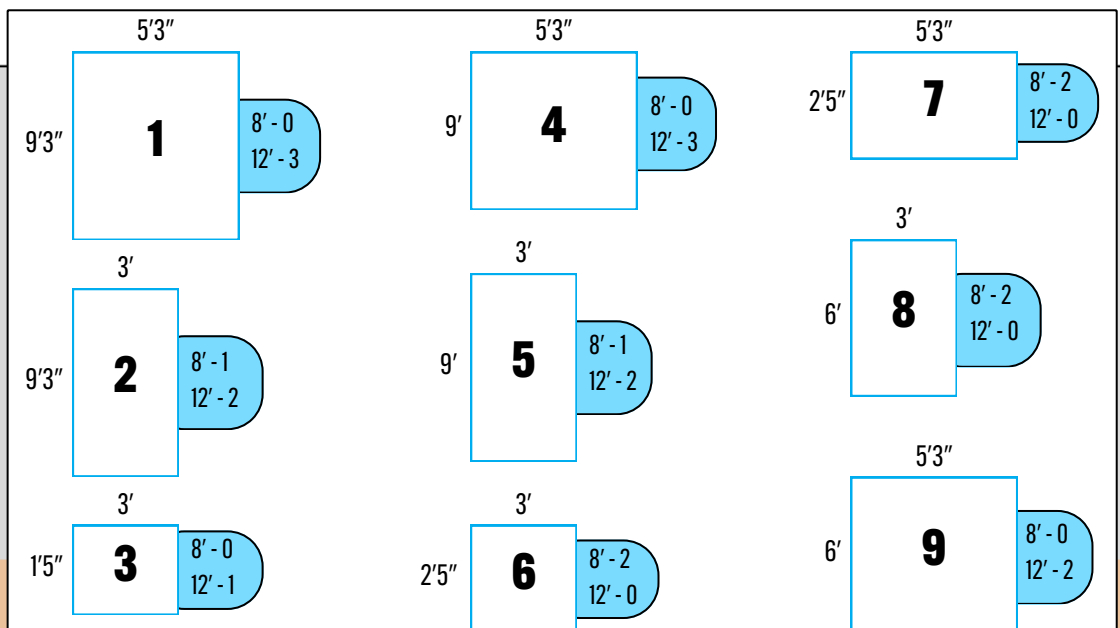 5'3"
9'3"
1
8' - 0
12' - 3
3'
9'3"
2
8' - 1
12' - 2
3'
1'5"
3
8' - 0
12' - 1
5'3"
9'
4
8' - 0
12' - 3
3'
9'
5
8' - 1
12' - 2
3'
2'5"
6
8' - 2
12' - 0
5'3"
2'5"
7
8' - 2
12' - 0
3'
6'
8
8' - 2
12' - 0
5'3"
6'
9
8' - 0
12' - 2